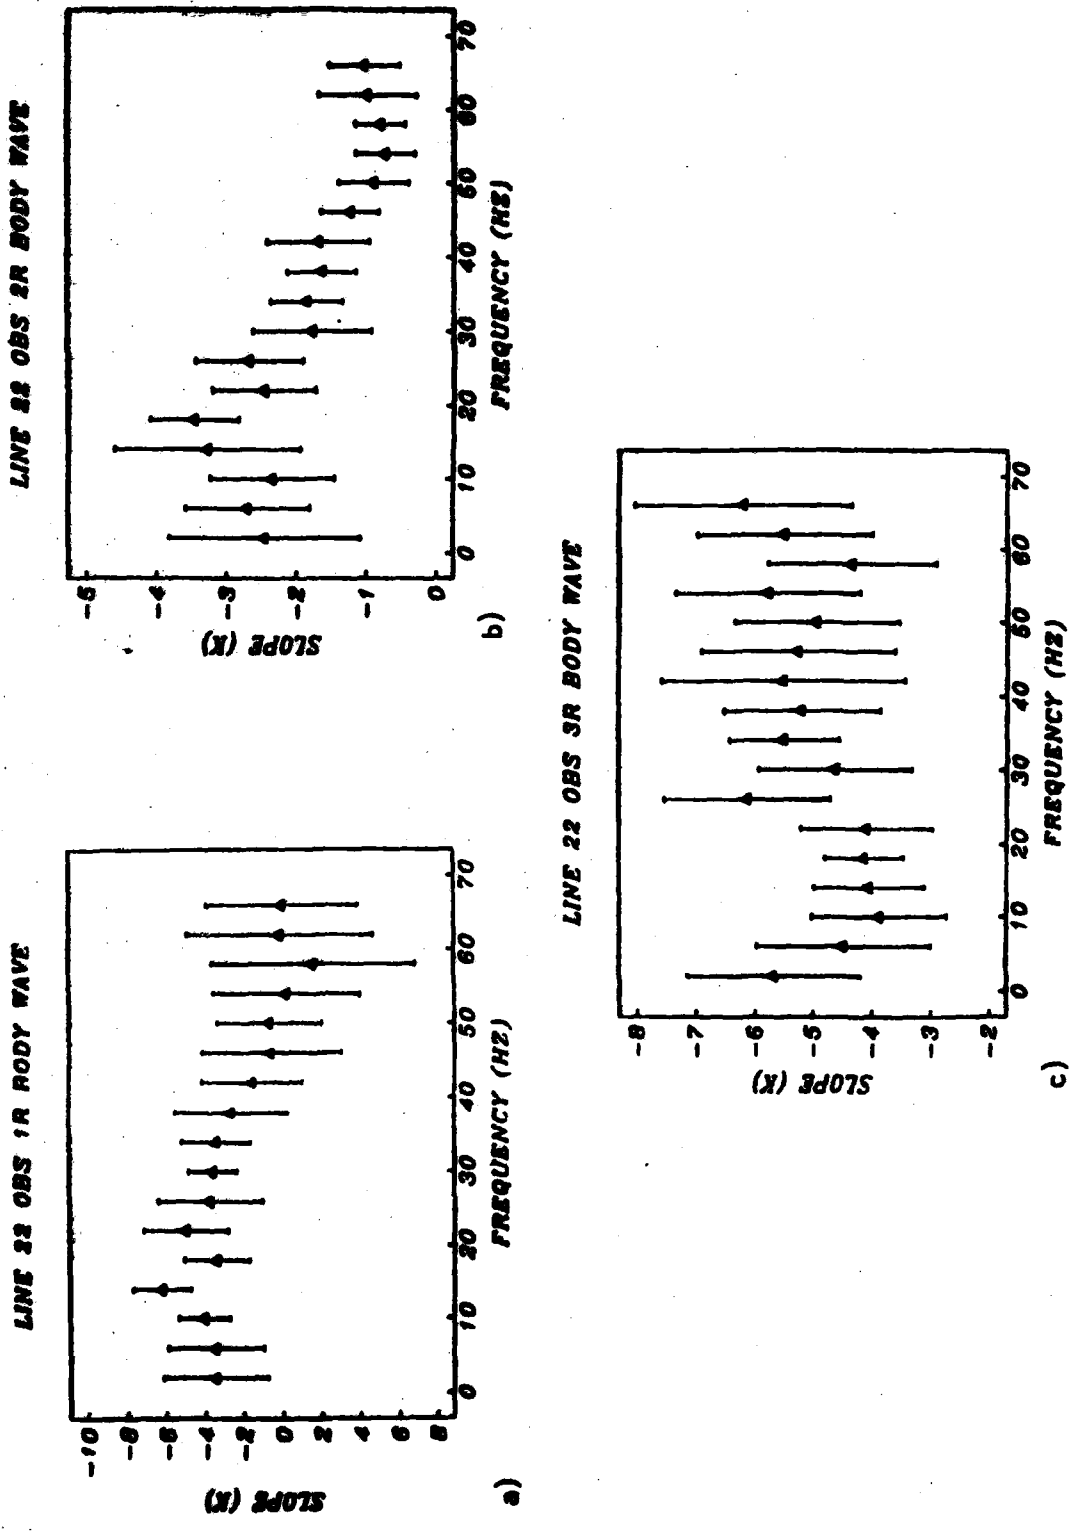 LINE 22 OBS 1R BODY WAVE
SLOPE (K)
-10
-8
-6
-4
-2
0
2
4
6
8
0 10 20 30 40 50 60 70
FREQUENCY (HZ)
a)
LINE 22 OBS 2R BODY WAVE
SLOPE (K)
-5
-4
-3
-2
-1
0
0 10 20 30 40 50 60 70
FREQUENCY (HZ)
b)
LINE 22 OBS 3R BODY WAVE
SLOPE (K)
-8
-7
-6
-5
-4
-3
-2
0 10 20 30 40 50 60 70
FREQUENCY (HZ)
c)